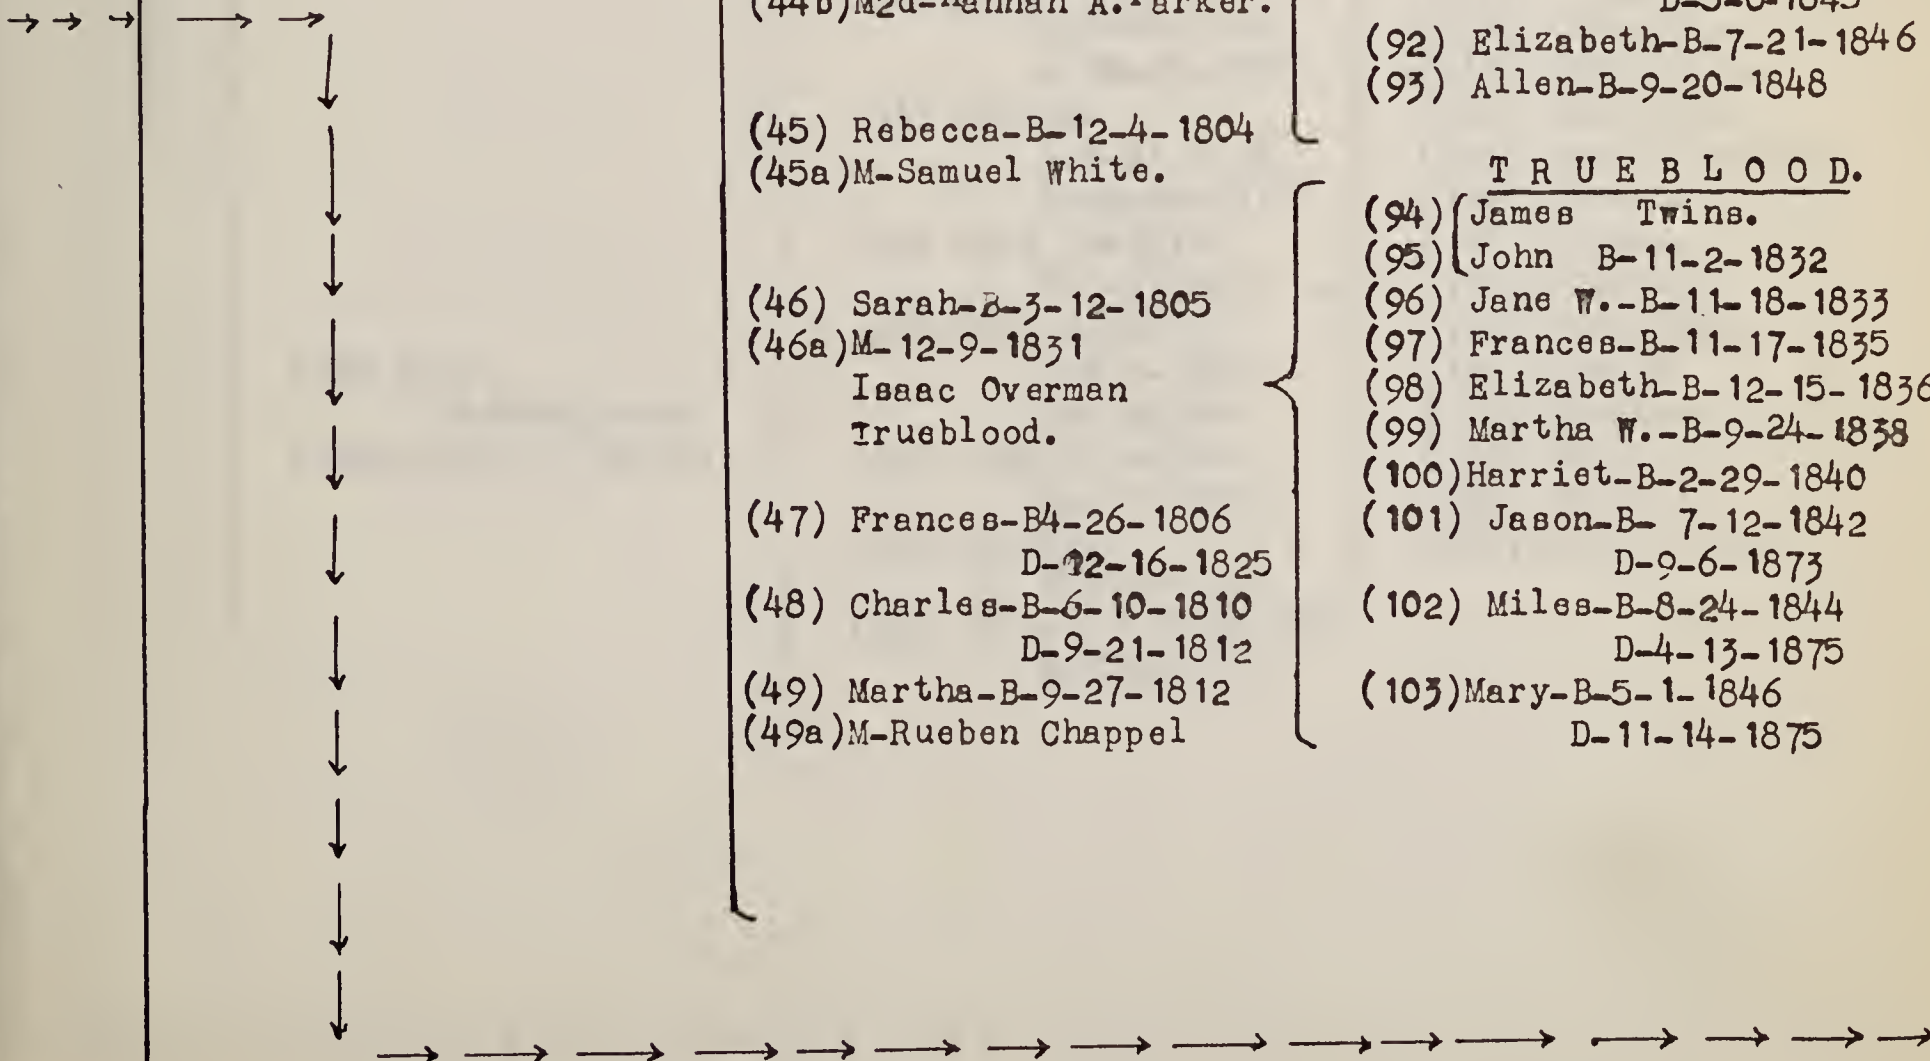 (44b)M2d-Hannah A.Parker.
(45) Rebecca-B-12-4-1804
(45a)M-Samuel White.
(46) Sarah-B-3-12-1805
(46a)M-12-9-1831
Isaac Overman
Trueblood.
(47) Frances-B4-26-1806
D-12-16-1825
(48) Charles-B-6-10-1810
D-9-21-1812
(49) Martha-B-9-27-1812
(49a)M-Rueben Chappel
(92) Elizabeth-B-7-21-1846
(93) Allen-B-9-20-1848
T R U E B L O O D.
(94) James Twins.
(95) John B-11-2-1832
(96) Jane W.-B-11-18-1833
(97) Frances-B-11-17-1835
(98) Elizabeth-B-12-15-1836
(99) Martha W.-B-9-24-1838
(100)Harriet-B-2-29-1840
(101) Jason-B- 7-12-1842
D-9-6-1873
(102) Miles-B-8-24-1844
D-4-13-1875
(103)Mary-B-5-1-1846
D-11-14-1875